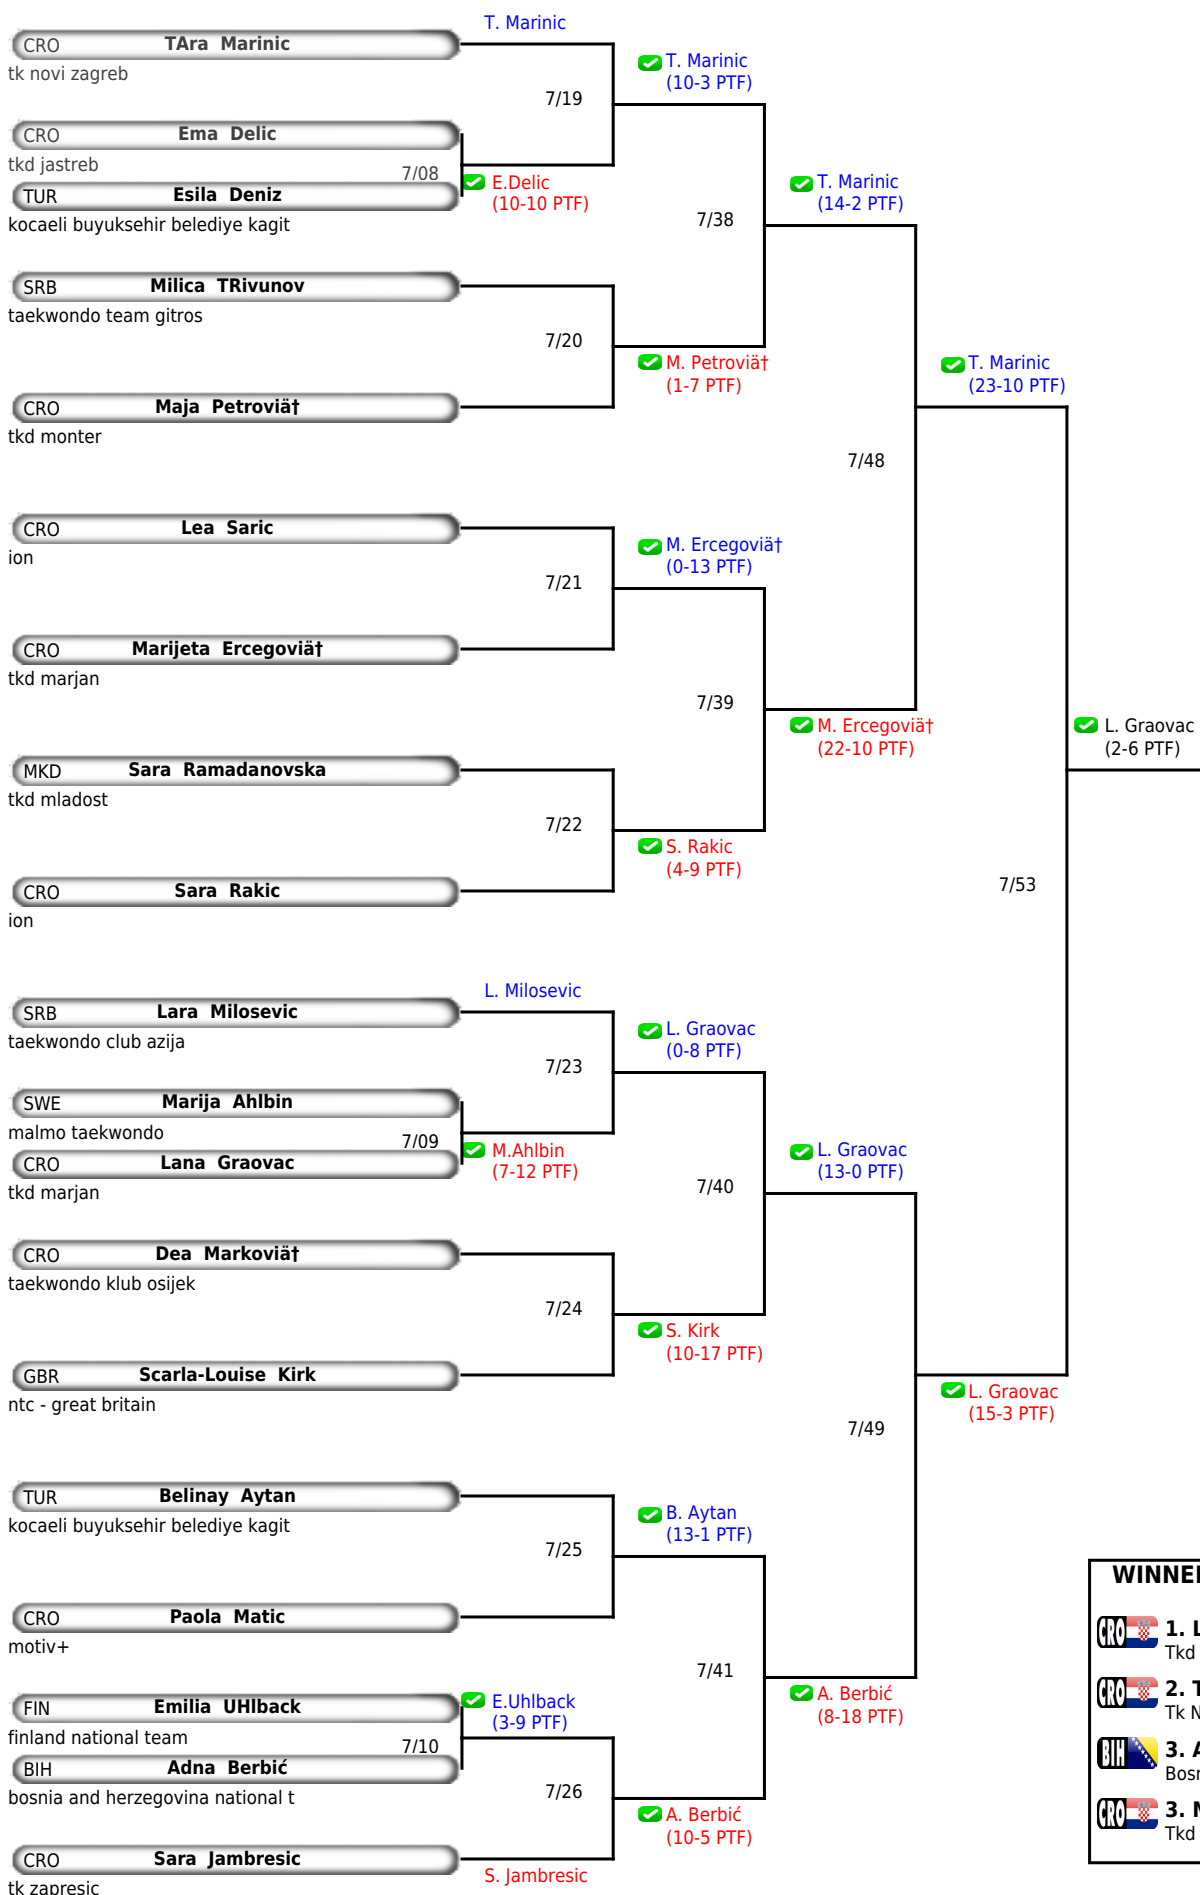 T. Marinic
CRO TAra Marinic
tk novi zagreb
T. Marinic
(10-3 PTF)
7/19
CRO Ema Delic
tkd jastreb
7/08
E.Delic
(10-10 PTF)
TUR Esila Deniz
kocaeli buyuksehir belediye kagit
T. Marinic
(14-2 PTF)
7/38
SRB Milica TRivunov
taekwondo team gitros
7/20
M. Petroviä†
(1-7 PTF)
T. Marinic
(23-10 PTF)
CRO Maja Petroviä†
tkd monter
7/48
CRO Lea Saric
ion
M. Ercegoviä†
(0-13 PTF)
7/21
CRO Marijeta Ercegoviä†
tkd marjan
7/39
M. Ercegoviä†
(22-10 PTF)
L. Graovac
(2-6 PTF)
MKD Sara Ramadanovska
tkd mladost
7/22
S. Rakic
(4-9 PTF)
CRO Sara Rakic
ion
7/53
L. Milosevic
SRB Lara Milosevic
taekwondo club azija
L. Graovac
(0-8 PTF)
7/23
SWE Marija Ahlbin
malmo taekwondo
7/09
M.Ahlbin
(7-12 PTF)
CRO Lana Graovac
tkd marjan
L. Graovac
(13-0 PTF)
7/40
CRO Dea Markoviä†
taekwondo klub osijek
7/24
S. Kirk
(10-17 PTF)
GBR Scarla-Louise Kirk
ntc - great britain
L. Graovac
(15-3 PTF)
7/49
TUR Belinay Aytan
kocaeli buyuksehir belediye kagit
B. Aytan
(13-1 PTF)
7/25
CRO Paola Matic
motiv+
7/41
FIN Emilia UHlback
finland national team
E.Uhlback
(3-9 PTF)
7/10
A. Berbić
(8-18 PTF)
BIH Adna Berbić
bosnia and herzegovina national t
7/26
A. Berbić
(10-5 PTF)
CRO Sara Jambresic
tk zapresic
S. Jambresic
WINNE
CRO 1. L
Tkd
CRO 2. T
Tk N
BIH 3. A
Bosn
CRO 3. M
Tkd